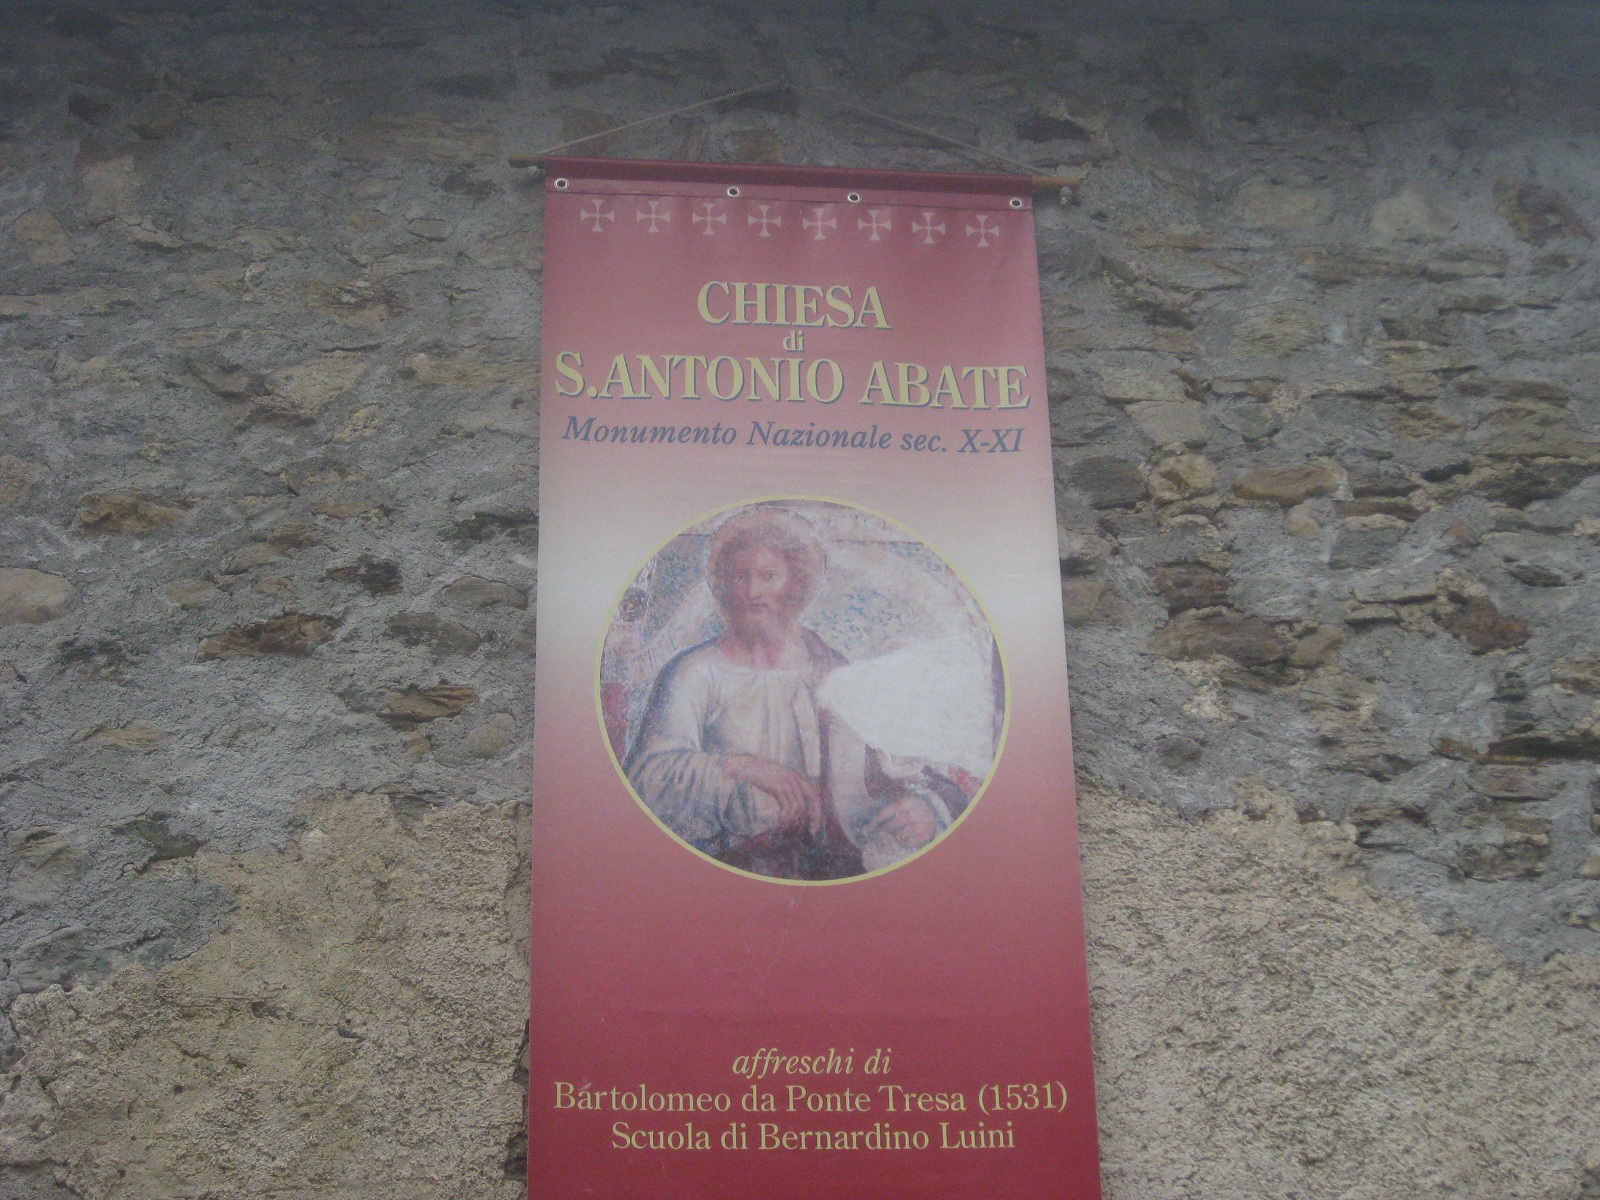 CHIESA
di
S.ANTONIO ABATE
Monumento Nazionale sec. X-XI
affreschi di
Bartolomeo da Ponte Tresa (1531)
Scuola di Bernardino Luini